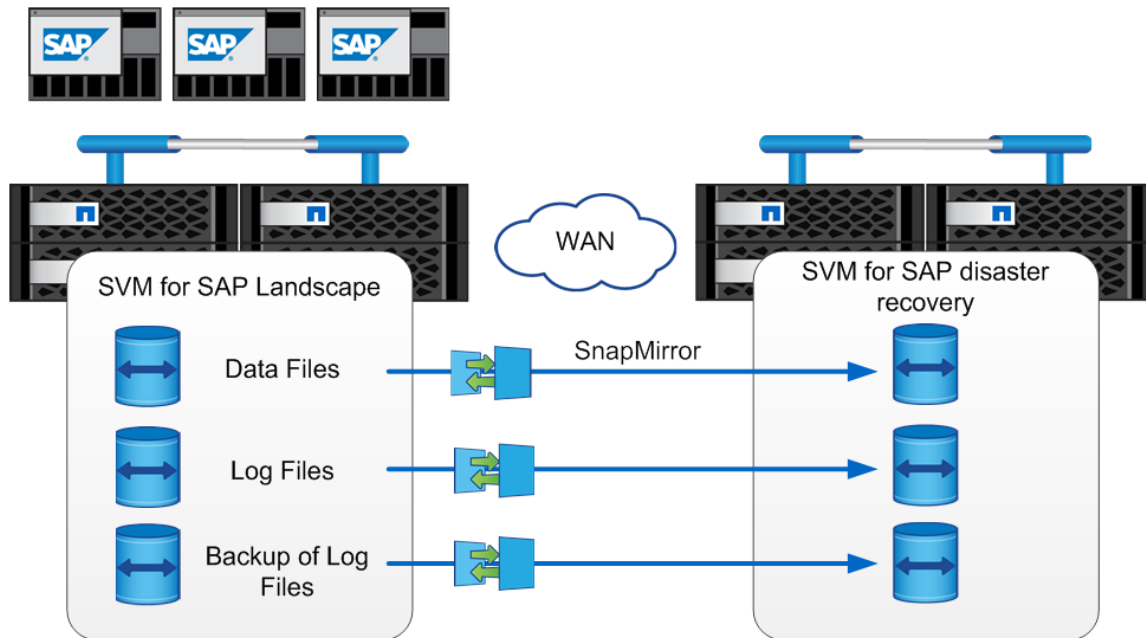 SAP SAP SAP
WAN
SVM for SAP Landscape
SVM for SAP disaster
recovery
Data Files
SnapMirror
Log Files
Backup of Log
Files